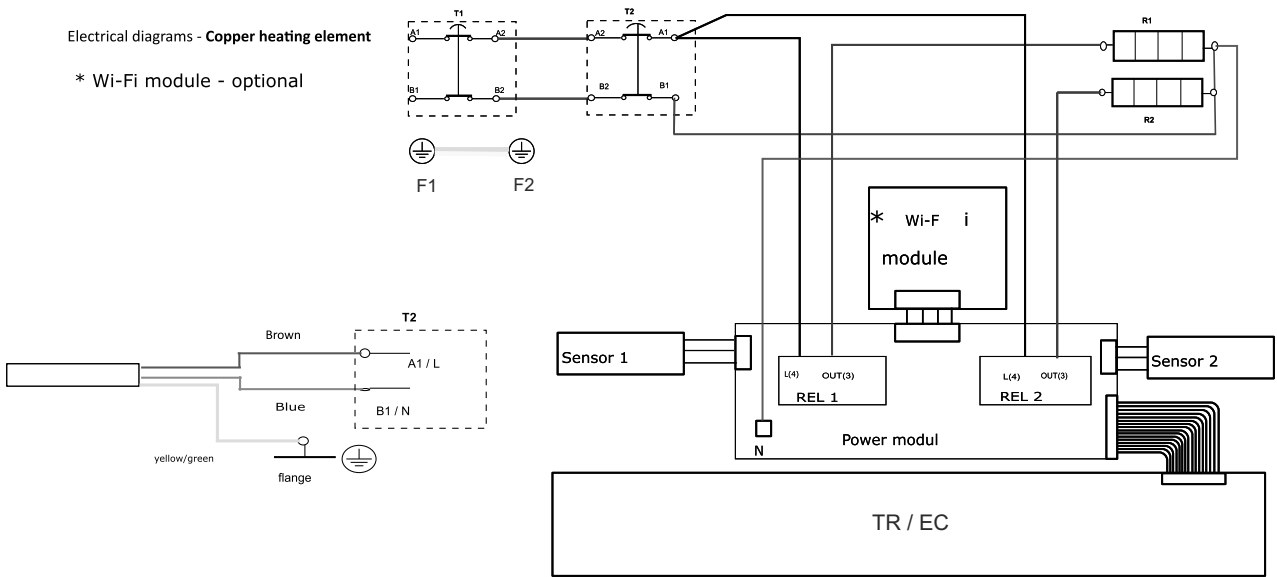 Electrical diagrams - Copper heating element
* Wi-Fi module - optional
T1
T2
R1
A1
A2
A2
A1
B1
B2
B2
B1
R2
F1
F2
* Wi-F i
module
T2
Brown
A1 / L
Blue
B1 / N
yellow/green
flange
Sensor 1
Sensor 2
L(4)
OUT(3)
REL 1
L(4)
OUT(3)
REL 2
Power modul
N
TR / EC